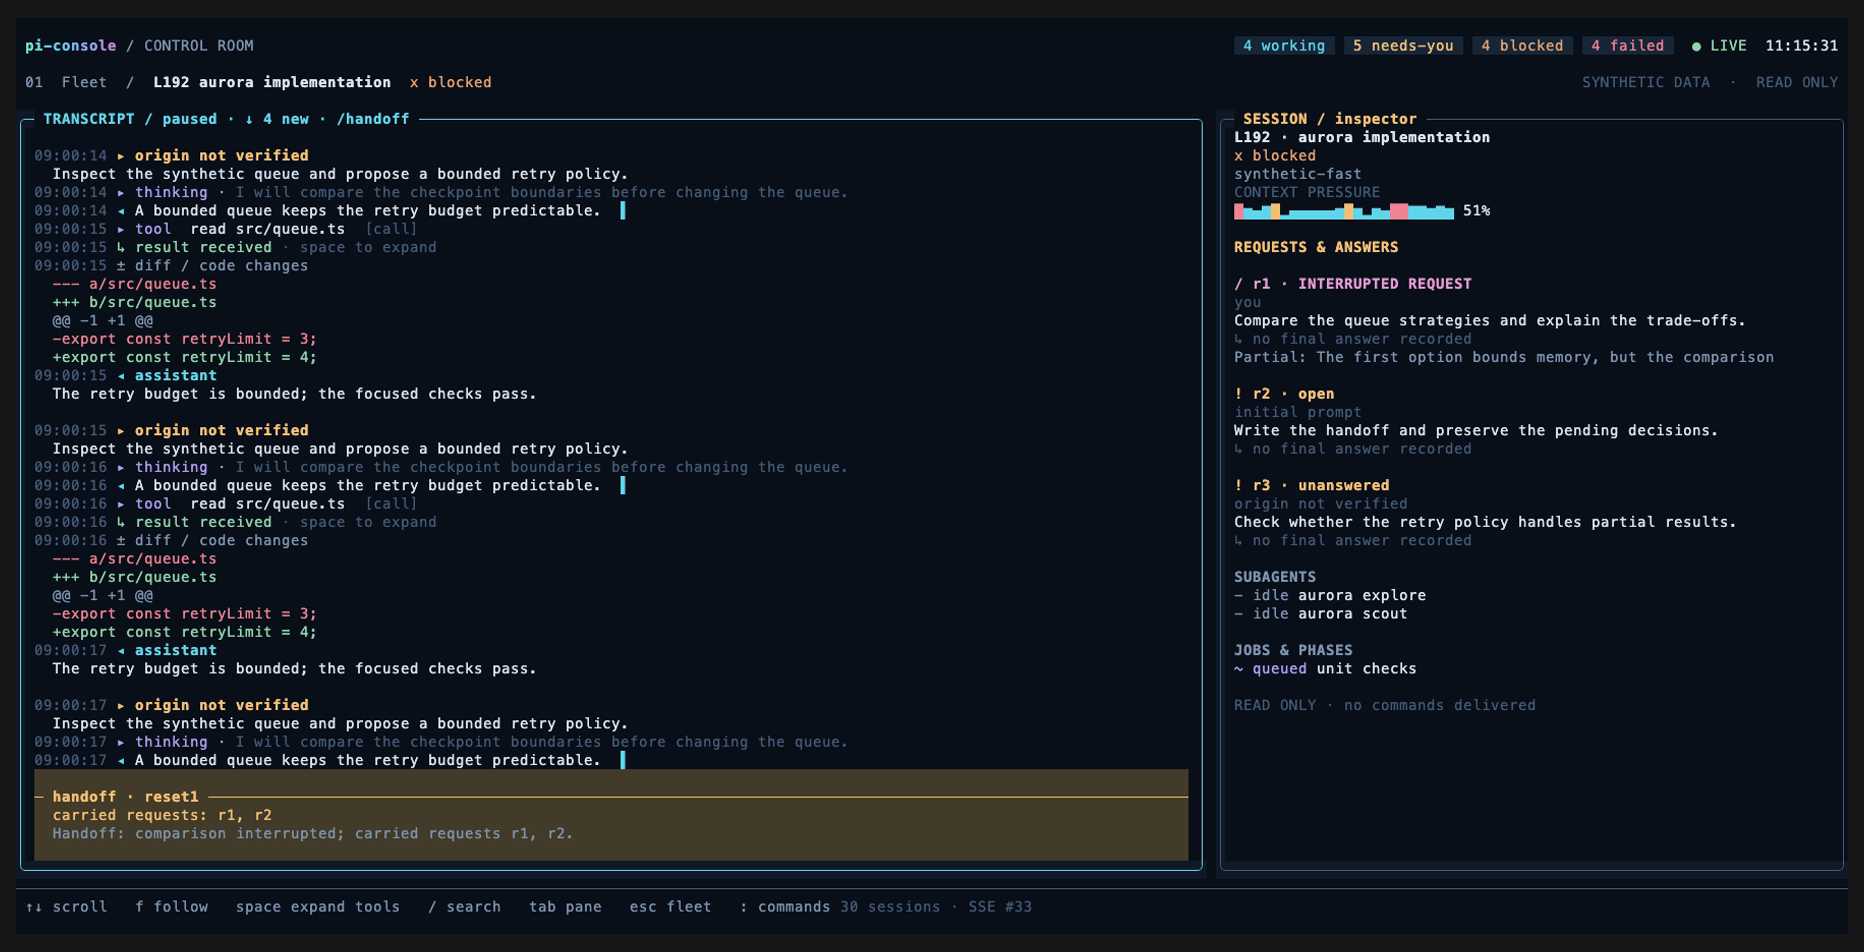 pi-console / CONTROL ROOM
4 working 5 needs-you 4 blocked 4 failed ● LIVE 11:15:31
01 Fleet / L192 aurora implementation x blocked
SYNTHETIC DATA · READ ONLY
TRANSCRIPT / paused · ↓ 4 new · /handoff
09:00:14 ▸ origin not verified
Inspect the synthetic queue and propose a bounded retry policy.
09:00:14 ▸ thinking · I will compare the checkpoint boundaries before changing the queue.
09:00:14 ◂ A bounded queue keeps the retry budget predictable. ▌
09:00:15 ▸ tool read src/queue.ts [call]
09:00:15 ↳ result received · space to expand
09:00:15 ± diff / code changes
--- a/src/queue.ts
+++ b/src/queue.ts
@@ -1 +1 @@
-export const retryLimit = 3;
+export const retryLimit = 4;
09:00:15 ◂ assistant
The retry budget is bounded; the focused checks pass.
09:00:15 ▸ origin not verified
Inspect the synthetic queue and propose a bounded retry policy.
09:00:16 ▸ thinking · I will compare the checkpoint boundaries before changing the queue.
09:00:16 ◂ A bounded queue keeps the retry budget predictable. ▌
09:00:16 ▸ tool read src/queue.ts [call]
09:00:16 ↳ result received · space to expand
09:00:16 ± diff / code changes
--- a/src/queue.ts
+++ b/src/queue.ts
@@ -1 +1 @@
-export const retryLimit = 3;
+export const retryLimit = 4;
09:00:17 ◂ assistant
The retry budget is bounded; the focused checks pass.
09:00:17 ▸ origin not verified
Inspect the synthetic queue and propose a bounded retry policy.
09:00:17 ▸ thinking · I will compare the checkpoint boundaries before changing the queue.
09:00:17 ◂ A bounded queue keeps the retry budget predictable. ▌
handoff · reset1
carried requests: r1, r2
Handoff: comparison interrupted; carried requests r1, r2.
SESSION / inspector
L192 · aurora implementation
x blocked
synthetic-fast
CONTEXT PRESSURE
51%
REQUESTS & ANSWERS
/ r1 · INTERRUPTED REQUEST
you
Compare the queue strategies and explain the trade-offs.
↳ no final answer recorded
Partial: The first option bounds memory, but the comparison
! r2 · open
initial prompt
Write the handoff and preserve the pending decisions.
↳ no final answer recorded
! r3 · unanswered
origin not verified
Check whether the retry policy handles partial results.
↳ no final answer recorded
SUBAGENTS
- idle aurora explore
- idle aurora scout
JOBS & PHASES
~ queued unit checks
READ ONLY · no commands delivered
↑↓ scroll f follow space expand tools / search tab pane esc fleet : commands 30 sessions · SSE #33